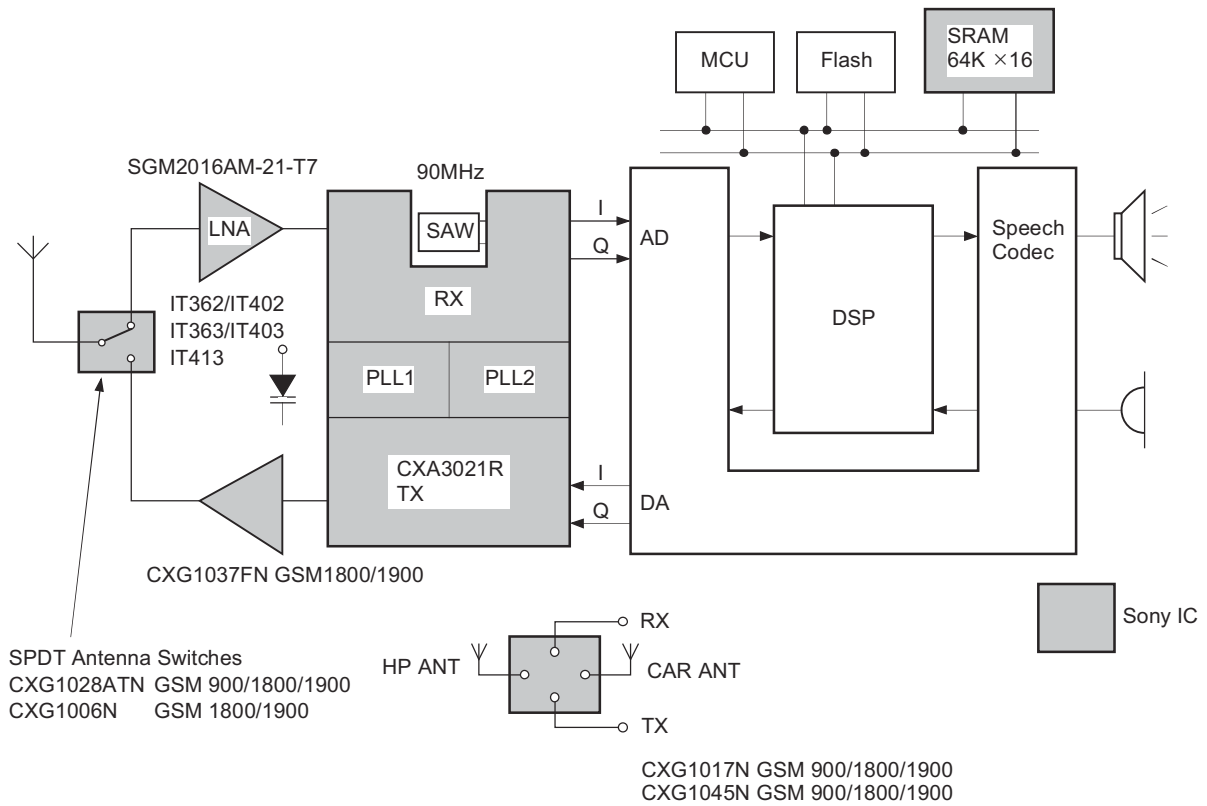 MCU
Flash
SRAM
64K ×16
SGM2016AM-21-T7
90MHz
LNA
SAW
I
Q
AD
Speech
Codec
RX
DSP
IT362/IT402
IT363/IT403
IT413
PLL1
PLL2
CXA3021R
TX
I
Q
DA
CXG1037FN GSM1800/1900
Sony IC
SPDT Antenna Switches
CXG1028ATN GSM 900/1800/1900
CXG1006N GSM 1800/1900
RX
HP ANT
CAR ANT
TX
CXG1017N GSM 900/1800/1900
CXG1045N GSM 900/1800/1900